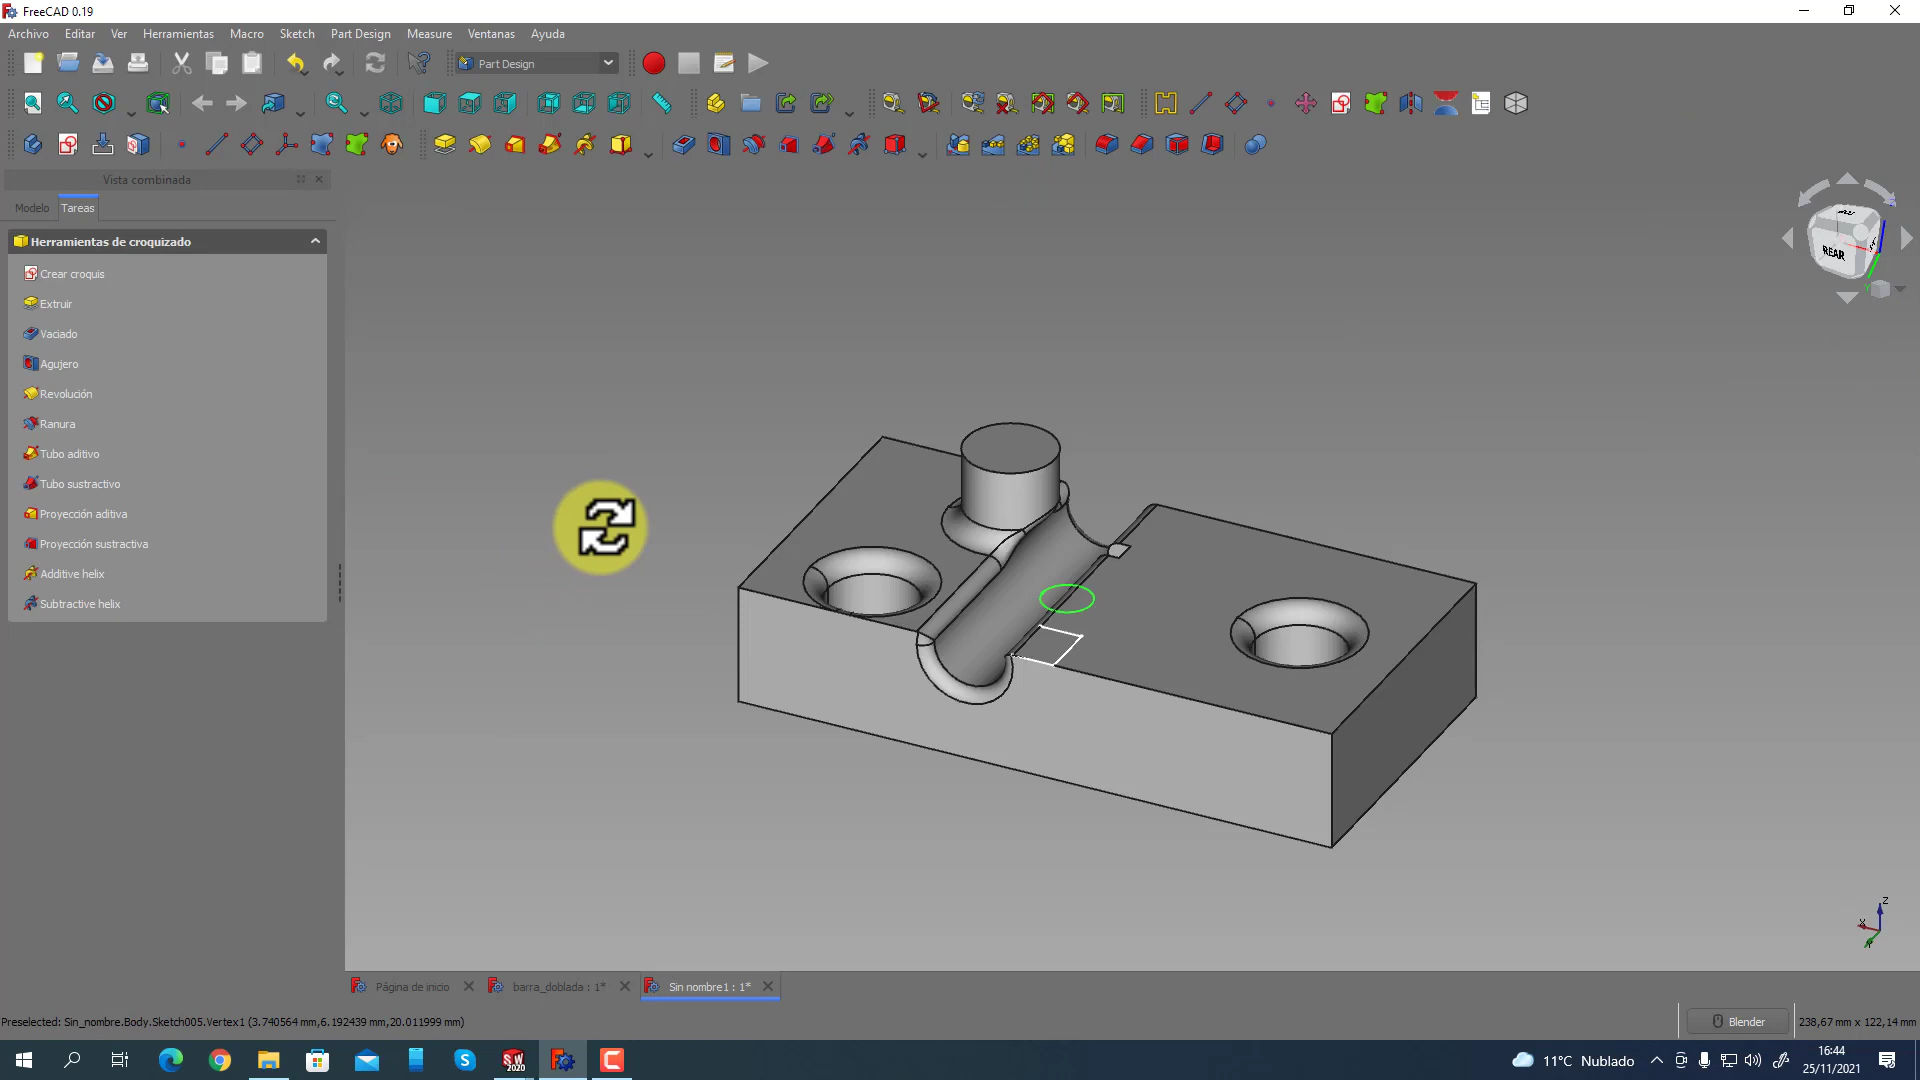 FreeCAD 0.19
Archivo Editar Ver Herramientas Macro Sketch Part Design Measure Ventanas Ayuda
Part Design
Vista combinada
Modelo Tareas
Herramientas de croquizado
Crear croquis
Extruir
Vaciado
Agujero
Revolución
Ranura
Tubo aditivo
Tubo sustractivo
Proyección aditiva
Proyección sustractiva
Additive helix
Subtractive helix
REAR
Z
X
Y
Página de inicio barra_doblada : 1* Sin nombre1 : 1*
Preselected: Sin_nombre.Body.Sketch005.Vertex1 (3.740564 mm,6.192439 mm,20.011999 mm)
Blender 238,67 mm x 122,14 mm
SW 2020
11°C Nublado
16:44
25/11/2021